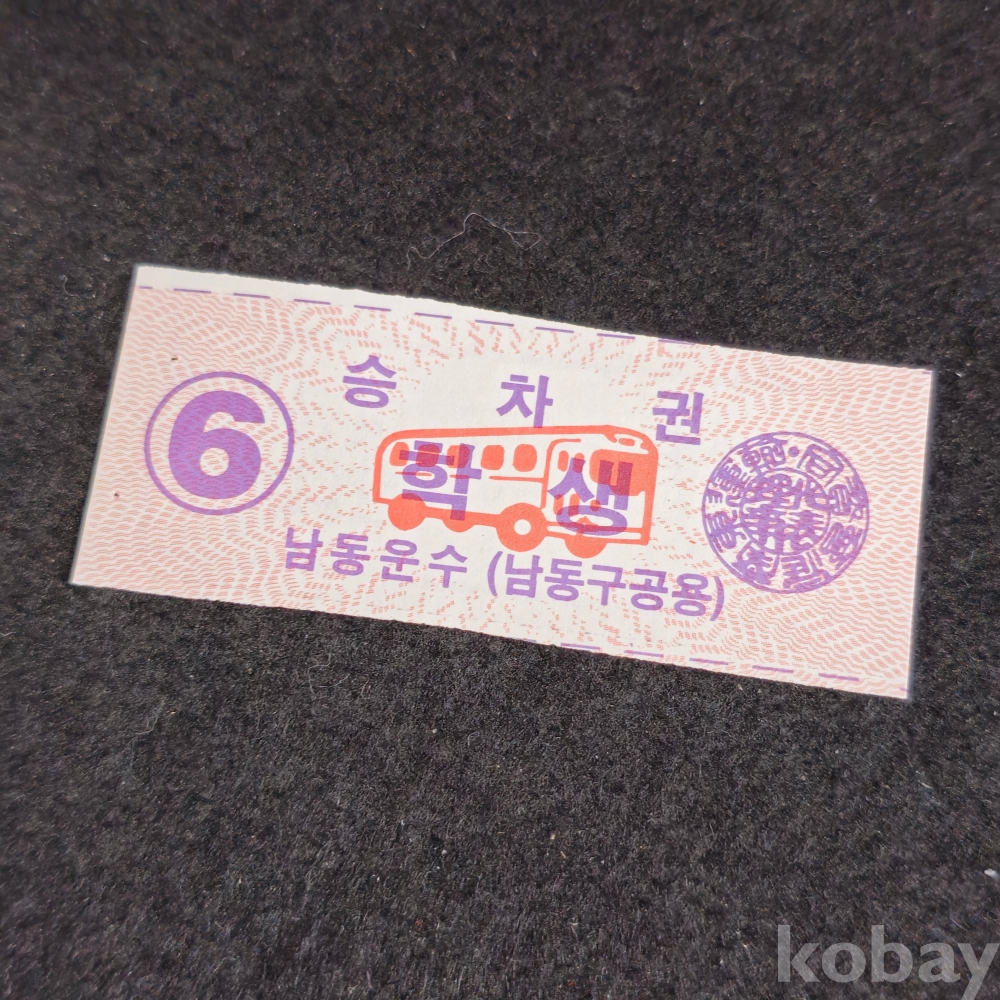 승 차 권
6
학 생
남동운수 (남동구공용)
kobay